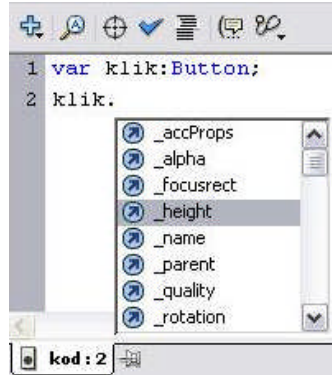 1 var klik:Button;
2 klik.
_accProps
_alpha
_focusrect
_height
_name
_parent
_quality
_rotation
kod:2